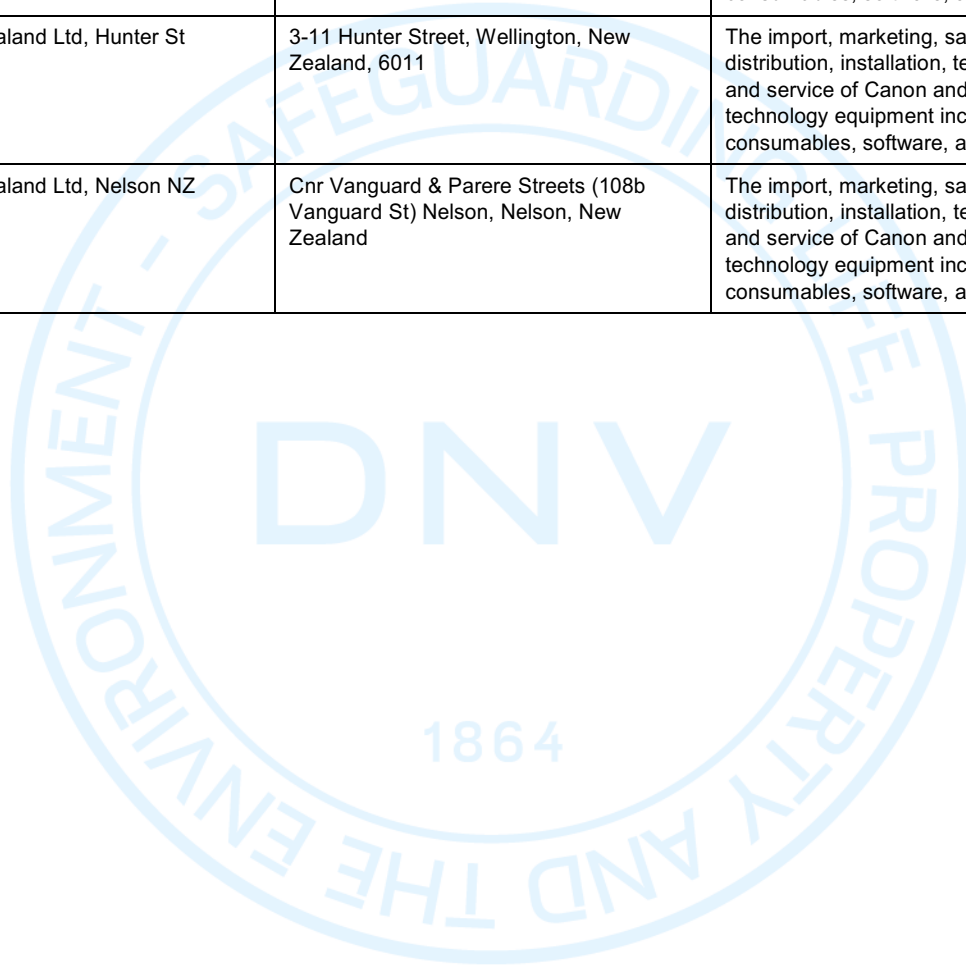 aland Ltd, Hunter St
3-11 Hunter Street, Wellington, New
Zealand, 6011
The import, marketing, sa
distribution, installation, te
and service of Canon and
technology equipment inc
consumables, software, a
aland Ltd, Nelson NZ
Cnr Vanguard & Parere Streets (108b
Vanguard St) Nelson, Nelson, New
Zealand
The import, marketing, sa
distribution, installation, te
and service of Canon and
technology equipment inc
consumables, software, a
SAFEGUARDING LIFE, PROPERTY AND THE ENVIRONMENT -
DNV
1864